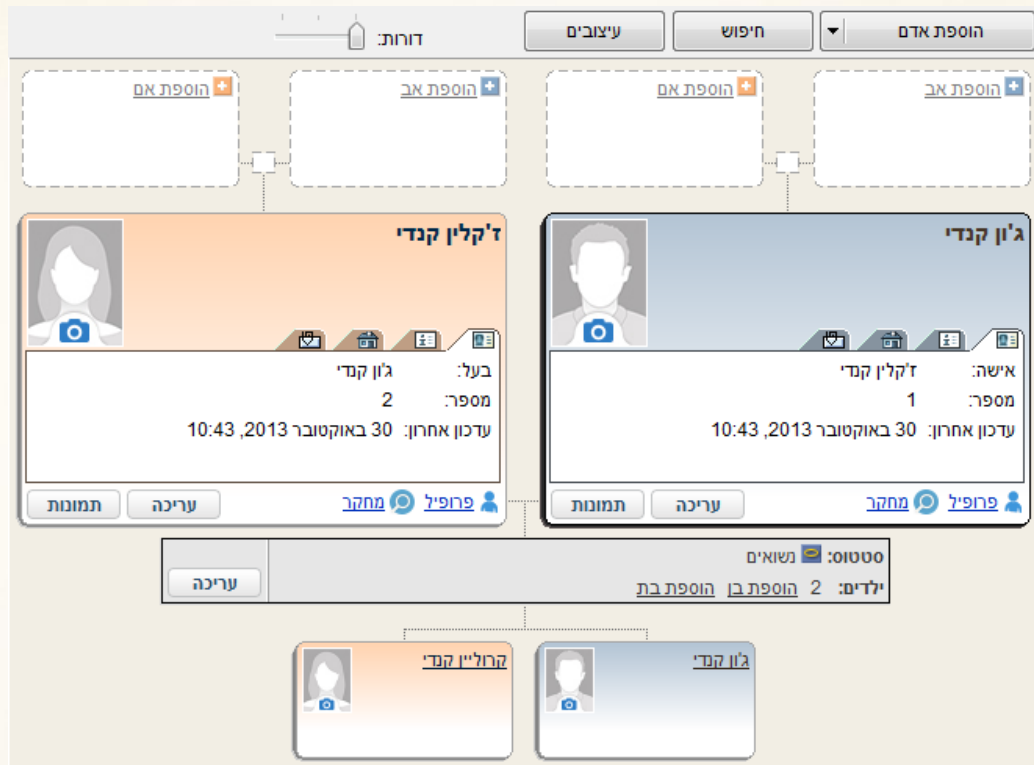 הוספת אדם
חיפוש
עיצובים
דורות:
הוספת אב
הוספת אם
הוספת אב
הוספת אם
ג'ון קנדי
אישה: ז'קלין קנדי
מספר: 1
עדכון אחרון: 30 באוקטובר 2013, 10:43
פרופיל מחקר עריכה תמונות
ז'קלין קנדי
בעל: ג'ון קנדי
מספר: 2
עדכון אחרון: 30 באוקטובר 2013, 10:43
פרופיל מחקר עריכה תמונות
סטטוס: נשואים
ילדים: 2 הוספת בן הוספת בת
עריכה
ג'ון קנדי
קרוליין קנדי